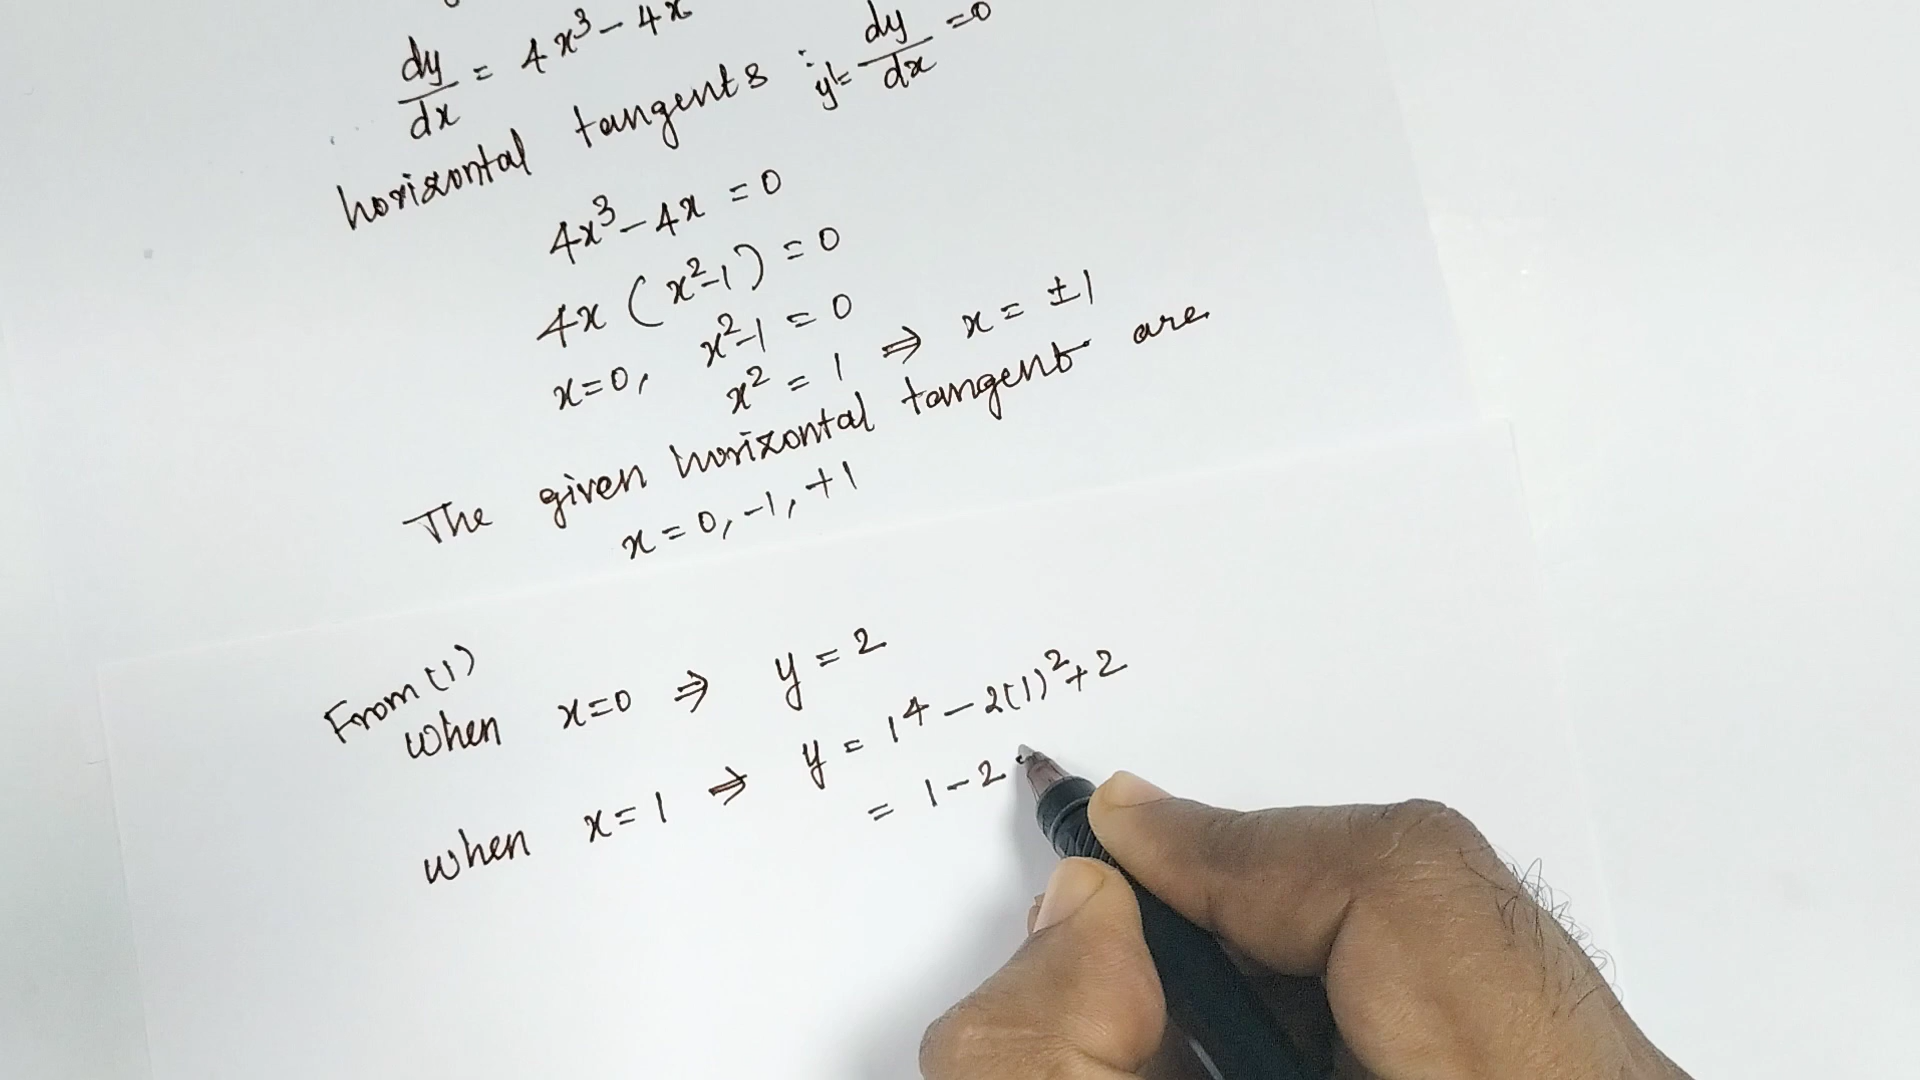 dy/dx = 4x³ - 4x
horizontal tangents : y' = dy/dx = 0
4x³ - 4x = 0
4x (x²-1) = 0
x=0, x²-1 = 0
x² = 1 ⇒ x = ±1
The given horizontal tangent are
x = 0, -1, +1
From (1)
when x=0 ⇒ y = 2
when x=1 ⇒ y = 1⁴ - 2(1)² + 2
= 1 - 2